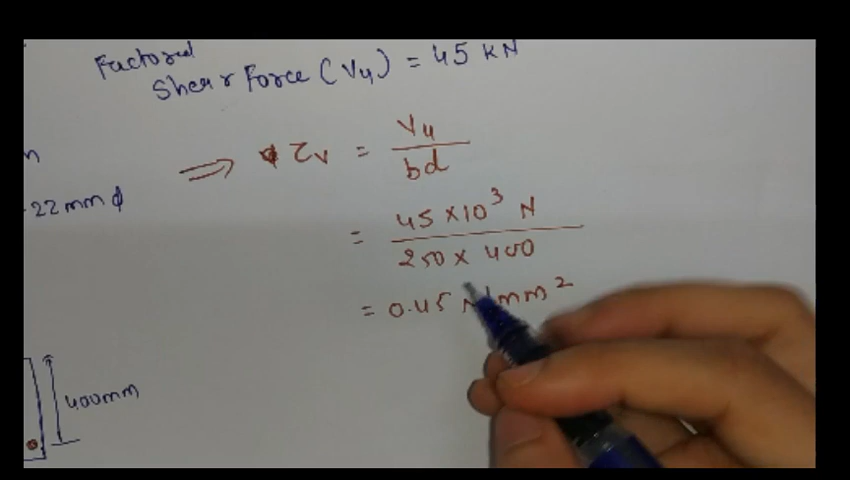 Factored
Shear Force (Vu) = 45 KN
⇒ τv = Vu / bd
22 mm ϕ
= 45 × 10³ N / 250 × 400
= 0.45 N/mm²
400mm